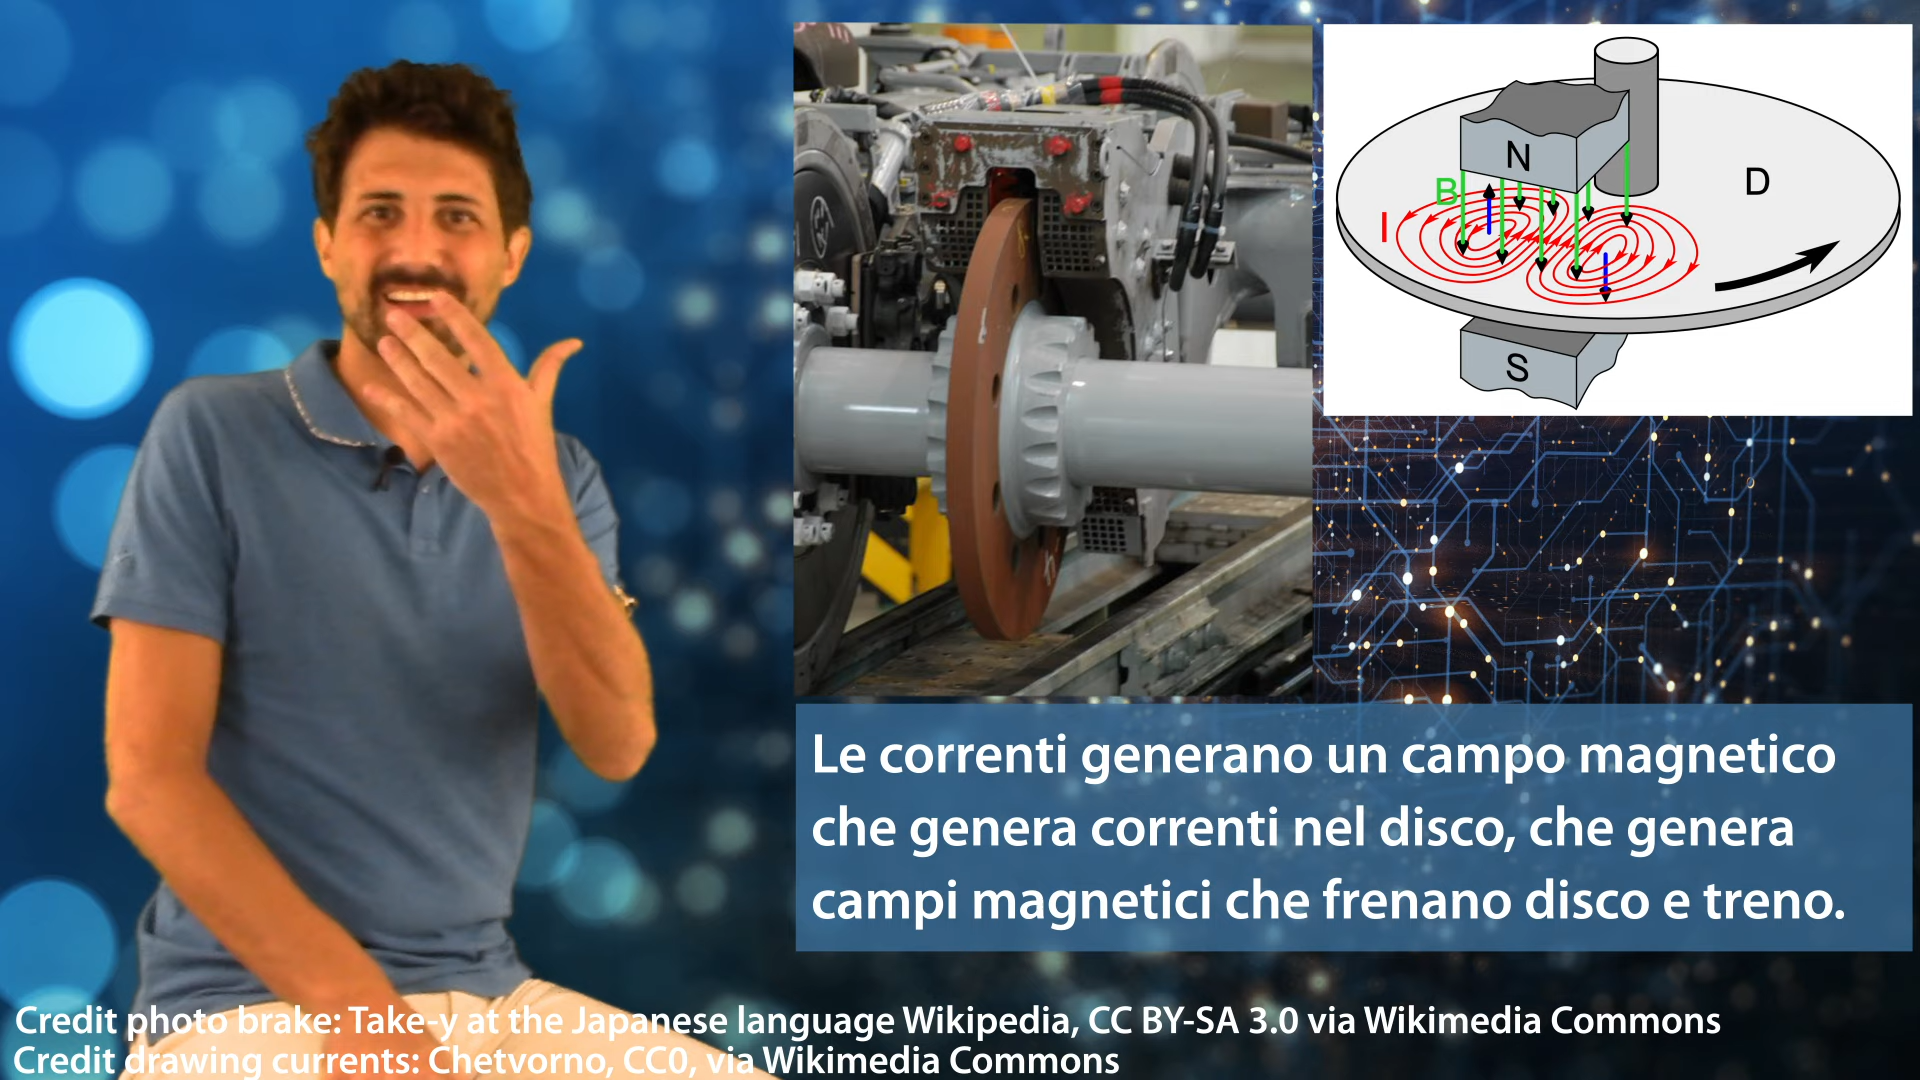 N
B
D
I
S
Le correnti generano un campo magnetico
che genera correnti nel disco, che genera
campi magnetici che frenano disco e treno.
Credit photo brake: Take-y at the Japanese language Wikipedia, CC BY-SA 3.0 via Wikimedia Commons
Credit drawing currents: Chetvorno, CC0, via Wikimedia Commons